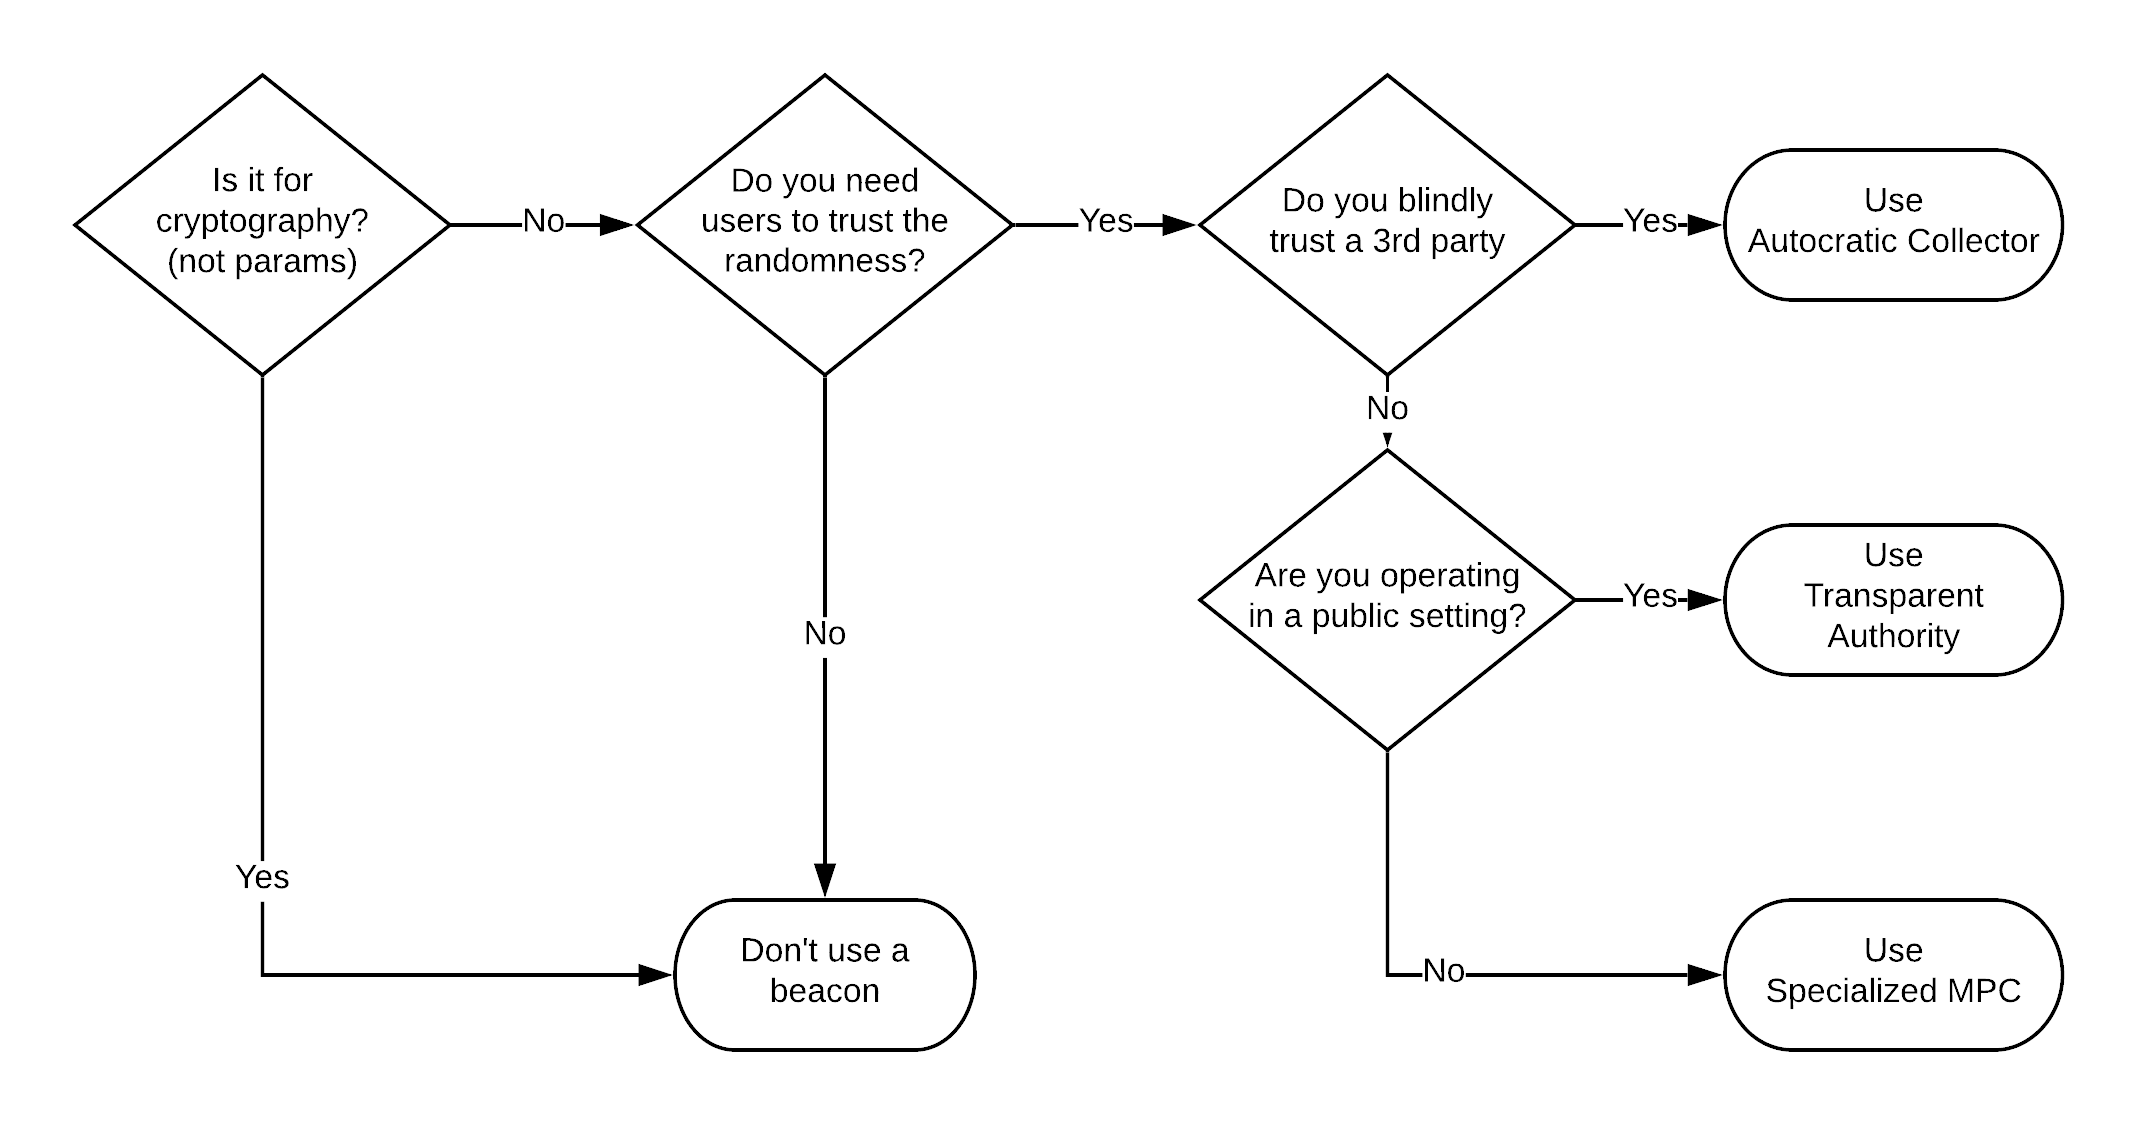 Is it for
cryptography?
(not params)
No
Do you need
users to trust the
randomness?
Yes
Do you blindly
trust a 3rd party
Yes
Use
Autocratic Collector
No
Are you operating
in a public setting?
Yes
Use
Transparent
Authority
No
Yes
Don't use a
beacon
No
Use
Specialized MPC